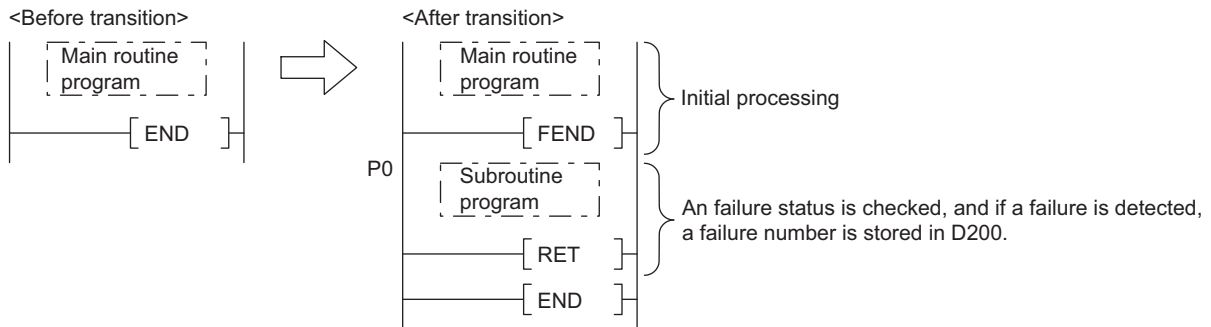 <Before transition>
Main routine
program
END
<After transition>
Main routine
program
FEND
Initial processing
P0
Subroutine
program
RET
An failure status is checked, and if a failure is detected,
a failure number is stored in D200.
END